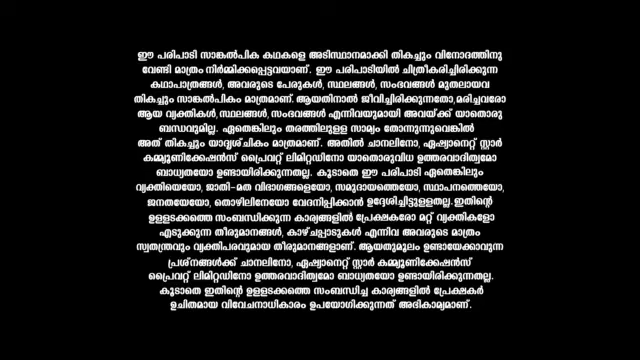 ഈ പരിപാടി സാങ്കൽപിക കഥകളെ അടിസ്ഥാനമാക്കി തികച്ചും വിനോദത്തിനു
വേണ്ടി മാത്രം നിർമ്മിക്കപ്പെട്ടവയാണ്. ഈ പരിപാടിയിൽ ചിത്രീകരിച്ചിരിക്കുന്ന
കഥാപാത്രങ്ങൾ, അവരുടെ പേരുകൾ, സ്ഥലങ്ങൾ, സംഭവങ്ങൾ മുതലായവ
തികച്ചും സാങ്കൽപികം മാത്രമാണ്. ആയതിനാൽ ജീവിച്ചിരിക്കുന്നതോ,മരിച്ചവരോ
ആയ വ്യക്തികൾ,സ്ഥലങ്ങൾ, സംഭവങ്ങൾ എന്നിവയുമായി അവയ്ക്ക് യാതൊരു
ബന്ധവുമില്ല. ഏതെങ്കിലും തരത്തിലുളള സാമ്യം തോന്നുന്നുവെങ്കിൽ
അത് തികച്ചും യാദൃശ്ചികം മാത്രമാണ്. അതിൽ ചാനലിനോ, ഏഷ്യാനെറ്റ് സ്റ്റാർ
കമ്മ്യൂണിക്കേഷൻസ് പ്രൈവറ്റ് ലിമിറ്റഡിനോ യാതൊരുവിധ ഉത്തരവാദിത്വമോ
ബാധ്യതയോ ഉണ്ടായിരിക്കുന്നതല്ല. കൂടാതെ ഈ പരിപാടി ഏതെങ്കിലും
വ്യക്തിയെയോ, ജാതി-മത വിഭാഗങ്ങളെയോ, സമുദായത്തെയോ, സ്ഥാപനത്തെയോ,
ജനതയേയോ, തൊഴിലിനേയോ വേദനിപ്പിക്കാൻ ഉദ്ദേശിച്ചിട്ടുളളതല്ല. ഇതിന്റെ
ഉളളടക്കത്തെ സംബന്ധിക്കുന്ന കാര്യങ്ങളിൽ പ്രേക്ഷകരോ മറ്റ് വ്യക്തികളോ
എടുക്കുന്ന തീരുമാനങ്ങൾ, കാഴ്ചപ്പാടുകൾ എന്നിവ അവരുടെ മാത്രം
സ്വതന്ത്രവും വ്യക്തിപരവുമായ തീരുമാനങ്ങളാണ്. ആയതുമൂലം ഉണ്ടായേക്കാവുന്ന
പ്രശ്നങ്ങൾക്ക് ചാനലിനോ, ഏഷ്യാനെറ്റ് സ്റ്റാർ കമ്മ്യൂണിക്കേഷൻസ്
പ്രൈവറ്റ് ലിമിറ്റഡിനോ ഉത്തരവാദിത്വമോ ബാധ്യതയോ ഉണ്ടായിരിക്കുന്നതല്ല.
കൂടാതെ ഇതിന്റെ ഉളളടക്കത്തെ സംബന്ധിച്ച കാര്യങ്ങളിൽ പ്രേക്ഷകർ
ഉചിതമായ വിവേചനാധികാരം ഉപയോഗിക്കുന്നത് അഭികാമ്യമാണ്.